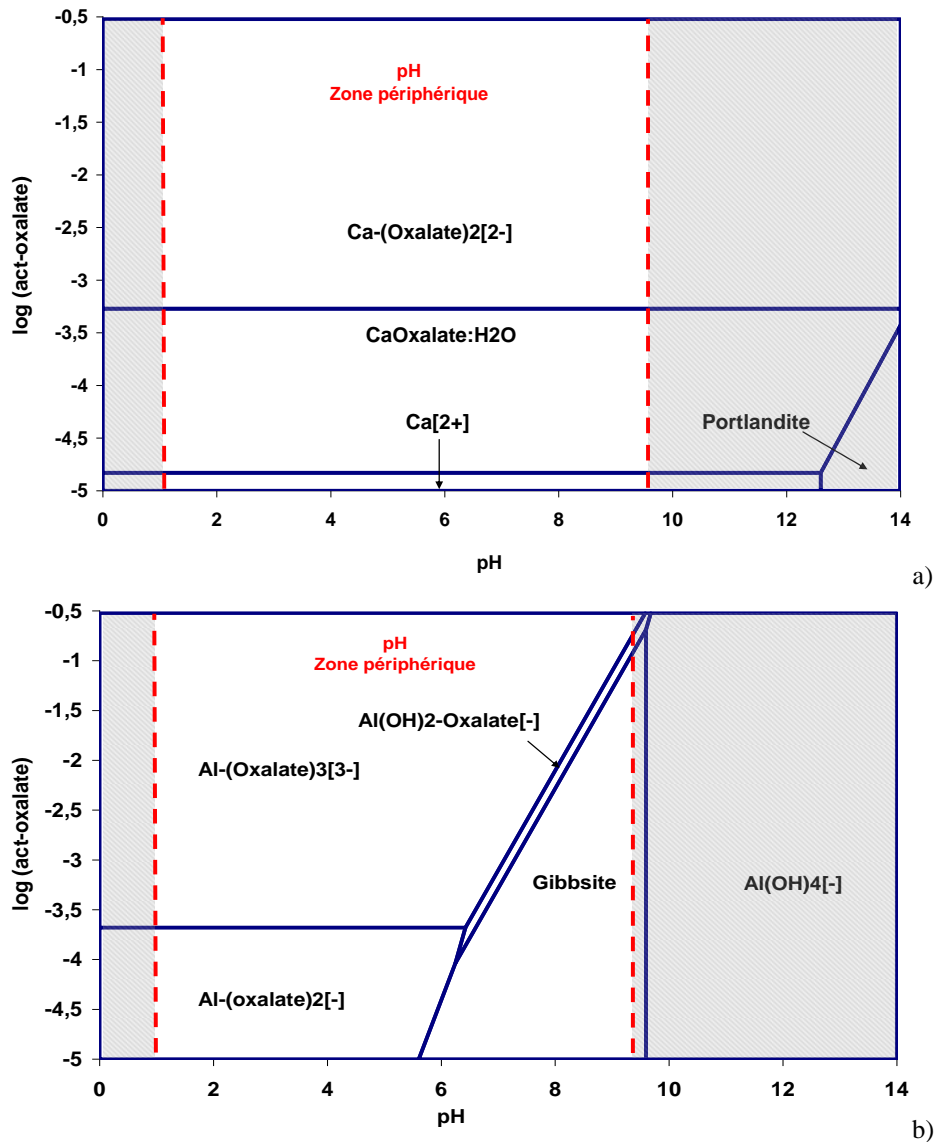 -0,5
-1
-1,5
-2
-2,5
-3
-3,5
-4
-4,5
-5
log (act-oxalate)
pH
Zone périphérique
Ca-(Oxalate)2[2-]
CaOxalate:H2O
Ca[2+]
Portlandite
0 2 4 6 8 10 12 14
pH
a)
-0,5
-1
-1,5
-2
-2,5
-3
-3,5
-4
-4,5
-5
log (act-oxalate)
pH
Zone périphérique
Al(OH)2-Oxalate[-]
Al-(Oxalate)3[3-]
Gibbsite
Al(OH)4[-]
Al-(oxalate)2[-]
0 2 4 6 8 10 12 14
pH
b)